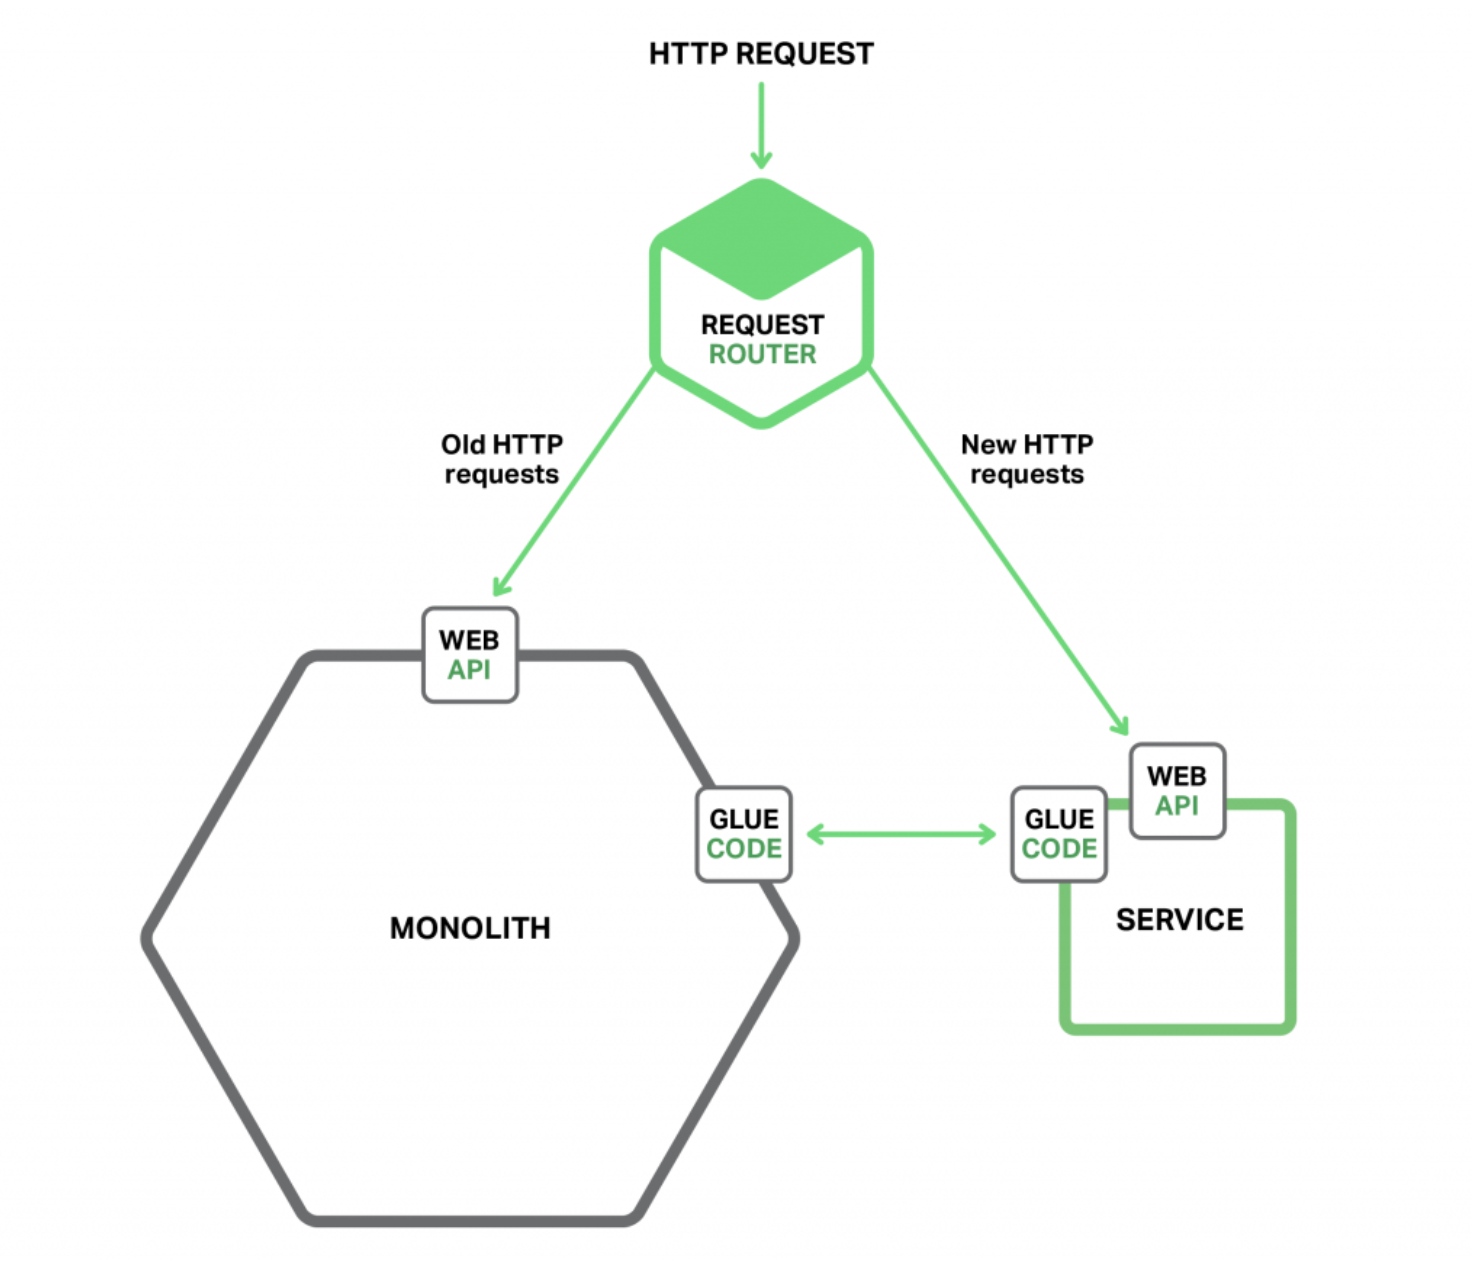 HTTP REQUEST
REQUEST
ROUTER
Old HTTP
requests
New HTTP
requests
WEB
API
GLUE
CODE
MONOLITH
GLUE
CODE
WEB
API
SERVICE